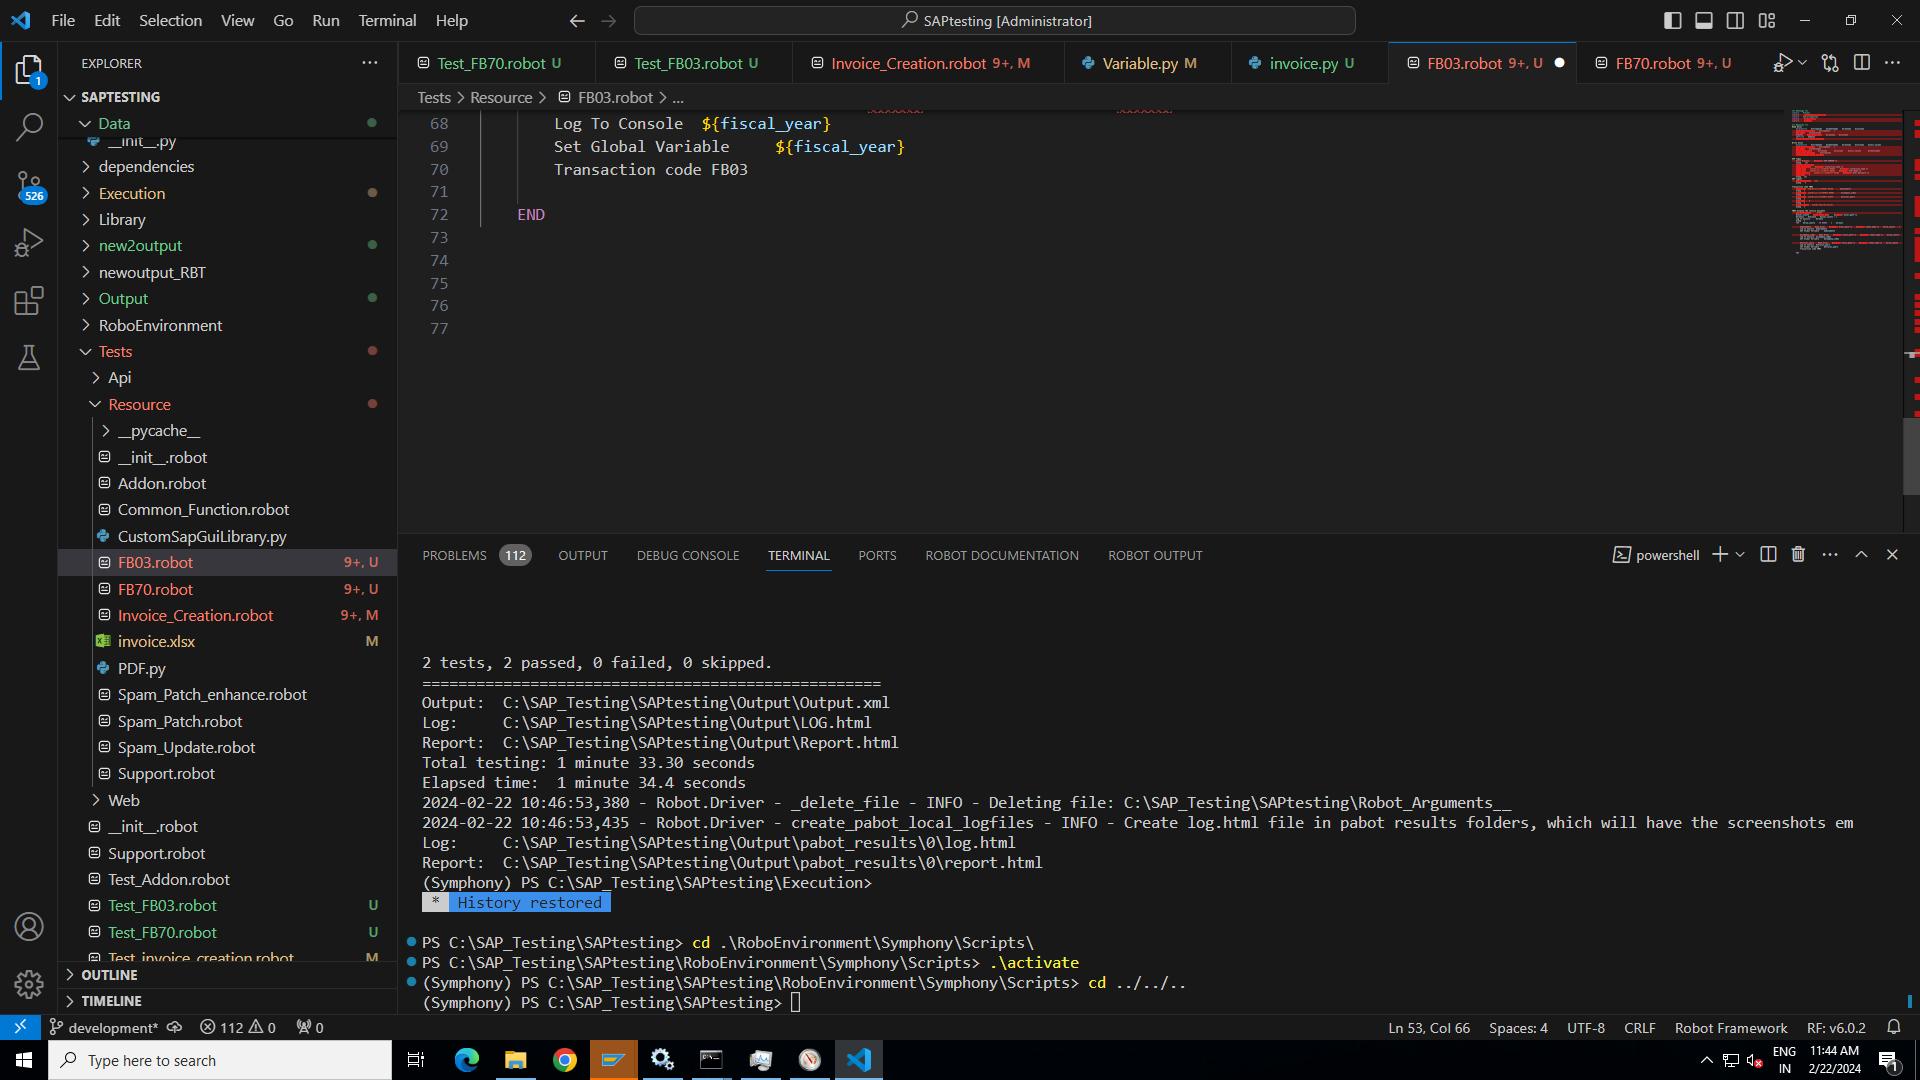 File Edit Selection View Go Run Terminal Help
SAPtesting [Administrator]
EXPLORER
Test_FB70.robot U
Test_FB03.robot U
Invoice_Creation.robot 9+, M
Variable.py M
invoice.py U
FB03.robot 9+, U
FB70.robot 9+, U
SAPTESTING
Tests > Resource > FB03.robot > ...
Data
__init__.py
dependencies
Execution
Library
new2output
newoutput_RBT
Output
RoboEnvironment
Tests
Api
Resource
__pycache__
__init__.robot
Addon.robot
Common_Function.robot
CustomSapGuiLibrary.py
FB03.robot 9+, U
FB70.robot 9+, U
Invoice_Creation.robot 9+, M
invoice.xlsx M
PDF.py
Spam_Patch_enhance.robot
Spam_Patch.robot
Spam_Update.robot
Support.robot
Web
__init__.robot
Support.robot
Test_Addon.robot
Test_FB03.robot U
Test_FB70.robot U
Test_invoice_creation.robot M
OUTLINE
TIMELINE
1
526
68 Log To Console ${fiscal_year}
69 Set Global Variable ${fiscal_year}
70 Transaction code FB03
71
72 END
73
74
75
76
77
PROBLEMS 112 OUTPUT DEBUG CONSOLE TERMINAL PORTS ROBOT DOCUMENTATION ROBOT OUTPUT
powershell
2 tests, 2 passed, 0 failed, 0 skipped.
===================================================
Output: C:\SAP_Testing\SAPtesting\Output\Output.xml
Log: C:\SAP_Testing\SAPtesting\Output\LOG.html
Report: C:\SAP_Testing\SAPtesting\Output\Report.html
Total testing: 1 minute 33.30 seconds
Elapsed time: 1 minute 34.4 seconds
2024-02-22 10:46:53,380 - Robot.Driver - _delete_file - INFO - Deleting file: C:\SAP_Testing\SAPtesting\Robot_Arguments__
2024-02-22 10:46:53,435 - Robot.Driver - create_pabot_local_logfiles - INFO - Create log.html file in pabot results folders, which will have the screenshots em
Log: C:\SAP_Testing\SAPtesting\Output\pabot_results\0\log.html
Report: C:\SAP_Testing\SAPtesting\Output\pabot_results\0\report.html
(Symphony) PS C:\SAP_Testing\SAPtesting\Execution>
* History restored
PS C:\SAP_Testing\SAPtesting> cd .\RoboEnvironment\Symphony\Scripts\
PS C:\SAP_Testing\SAPtesting\RoboEnvironment\Symphony\Scripts> .\activate
(Symphony) PS C:\SAP_Testing\SAPtesting\RoboEnvironment\Symphony\Scripts> cd ../../..
(Symphony) PS C:\SAP_Testing\SAPtesting>
development* 112 0 0
Ln 53, Col 66 Spaces: 4 UTF-8 CRLF Robot Framework RF: v6.0.2
Type here to search
ENG
IN
11:44 AM
2/22/2024
1